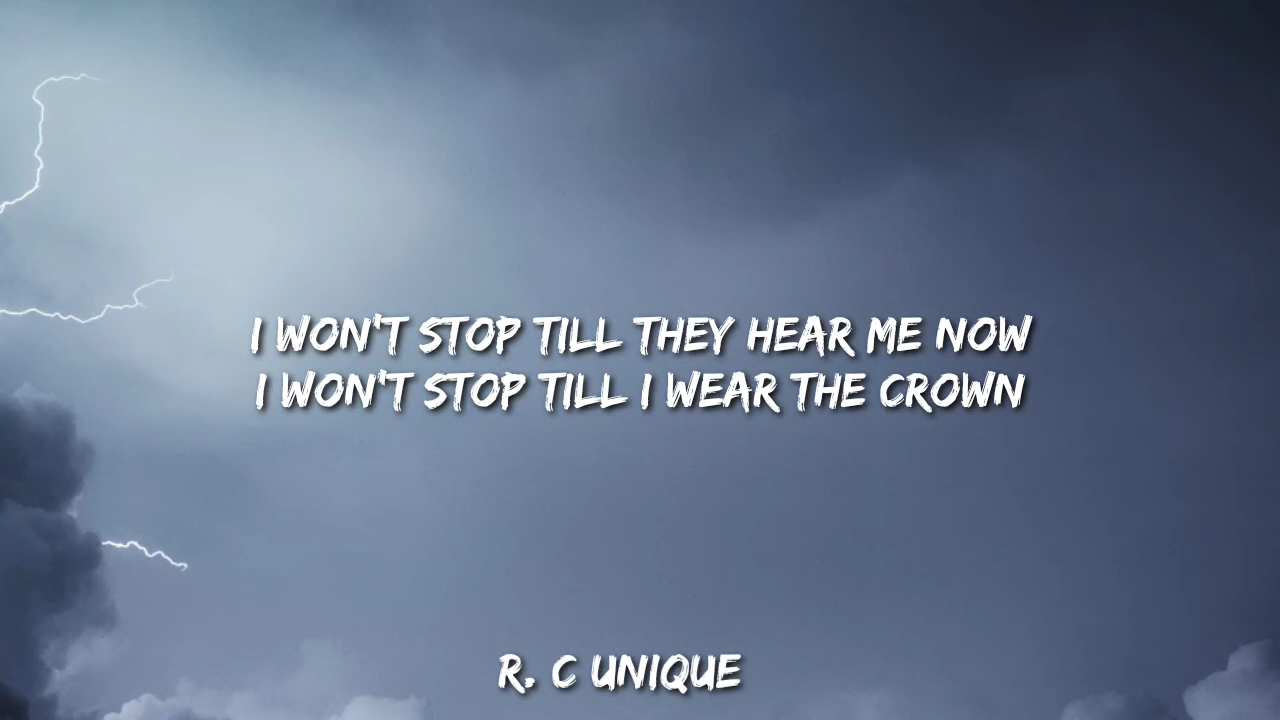 I WON'T STOP TILL THEY HEAR ME NOW
I WON'T STOP TILL I WEAR THE CROWN
R. C UNIQUE